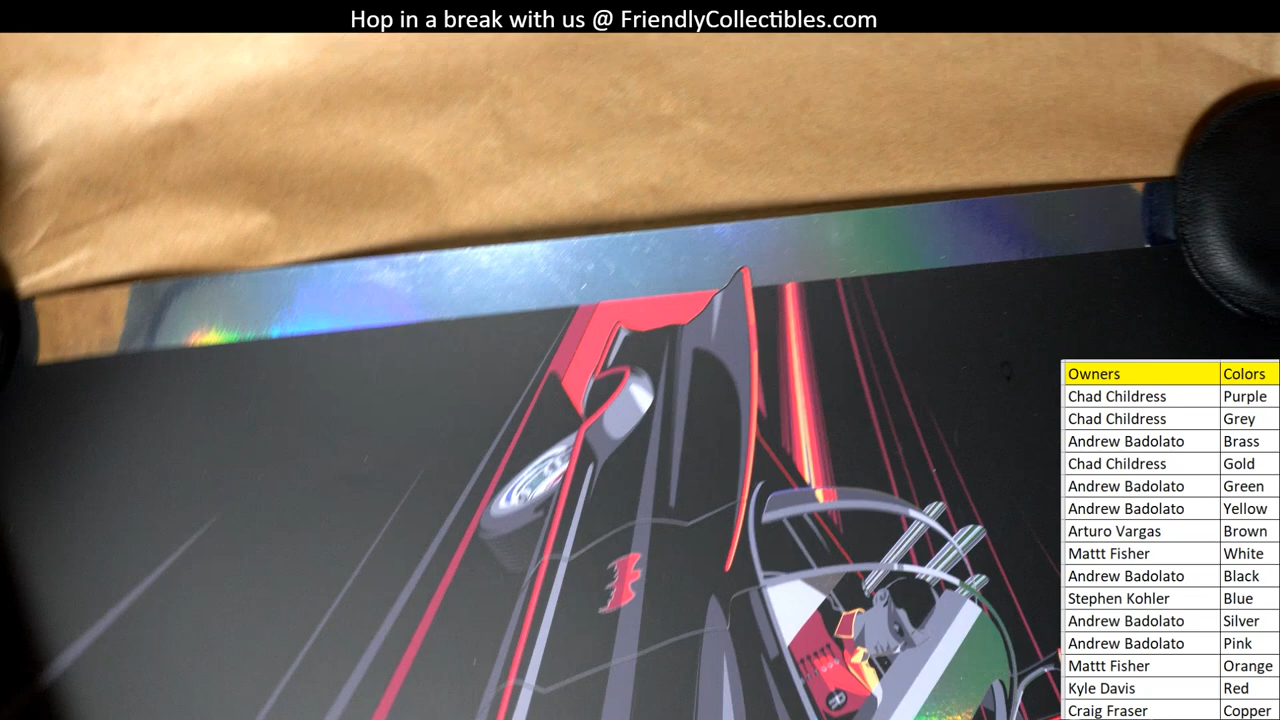 Hop in a break with us @ FriendlyCollectibles.com
Owners Colors
Chad Childress Purple
Chad Childress Grey
Andrew Badolato Brass
Chad Childress Gold
Andrew Badolato Green
Andrew Badolato Yellow
Arturo Vargas Brown
Mattt Fisher White
Andrew Badolato Black
Stephen Kohler Blue
Andrew Badolato Silver
Andrew Badolato Pink
Mattt Fisher Orange
Kyle Davis Red
Craig Fraser Copper